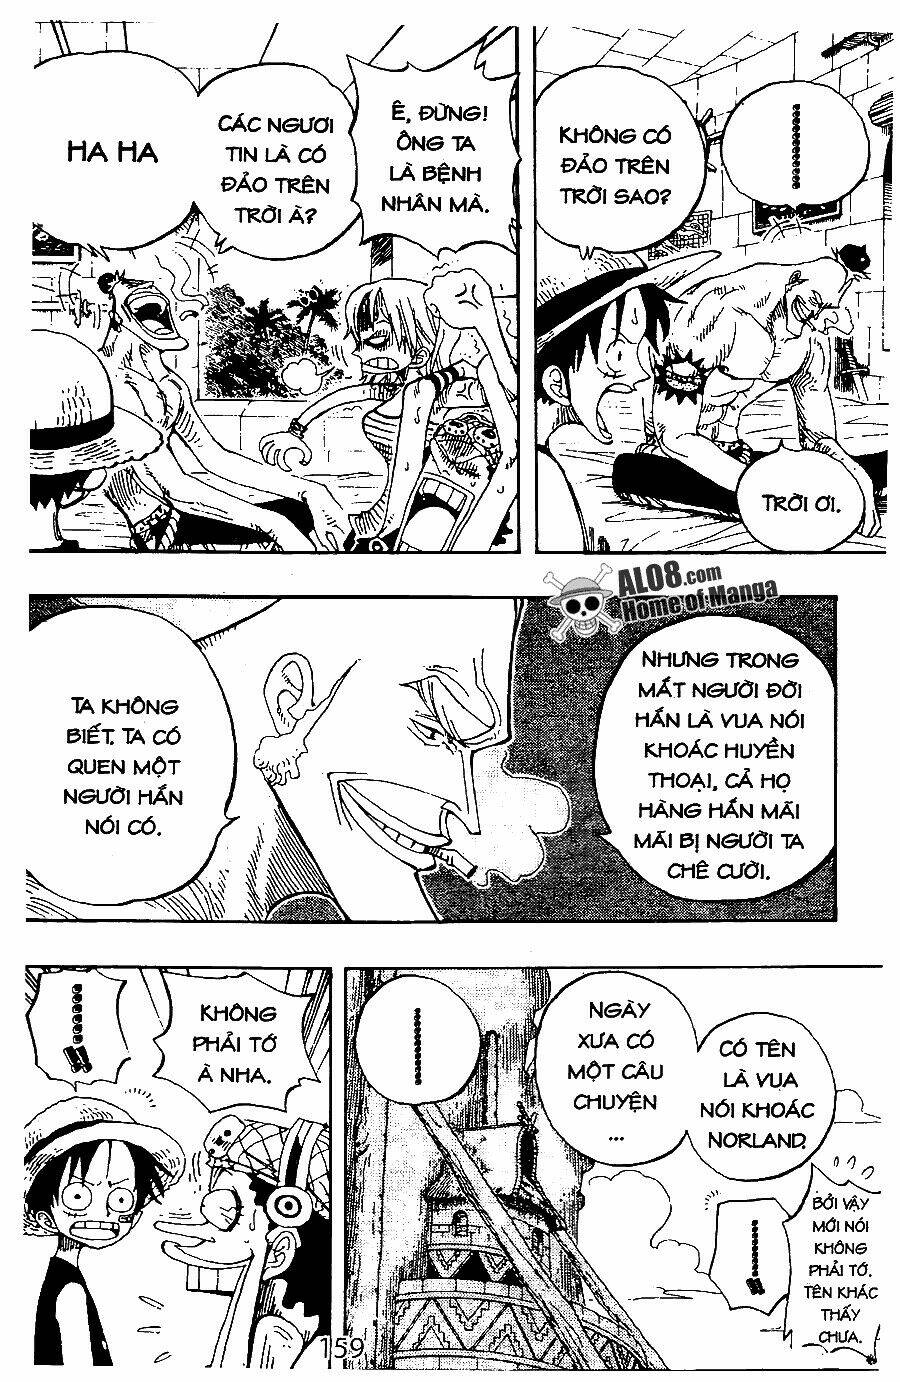 HA HA
CÁC NGƯƠI
TIN LÀ CÓ
ĐẢO TRÊN
TRỜI À?
Ê, ĐỪNG!
ÔNG TA
LÀ BỆNH
NHÂN MÀ.
KHÔNG CÓ
ĐẢO TRÊN
TRỜI SAO?
TRỜI ƠI.
ALO8.com
Home of Manga
TA KHÔNG
BIẾT. TA CÓ
QUEN MỘT
NGƯỜI HẮN
NÓI CÓ.
NHƯNG TRONG
MẮT NGƯỜI ĐỜI
HẮN LÀ VUA NÓI
KHOÁC HUYỀN
THOẠI, CẢ HỌ
HÀNG HẮN MÃI
MÃI BỊ NGƯỜI TA
CHÊ CƯỜI.
KHÔNG
PHẢI TỚ
À NHA.
NGÀY
XƯA CÓ
MỘT CÂU
CHUYỆN
...
CÓ TÊN
LÀ VUA
NÓI KHOÁC
NORLAND.
BỞI VẬY
MỚI NÓI
KHÔNG
PHẢI TỚ.
TÊN KHÁC
THẤY
CHƯA.
159